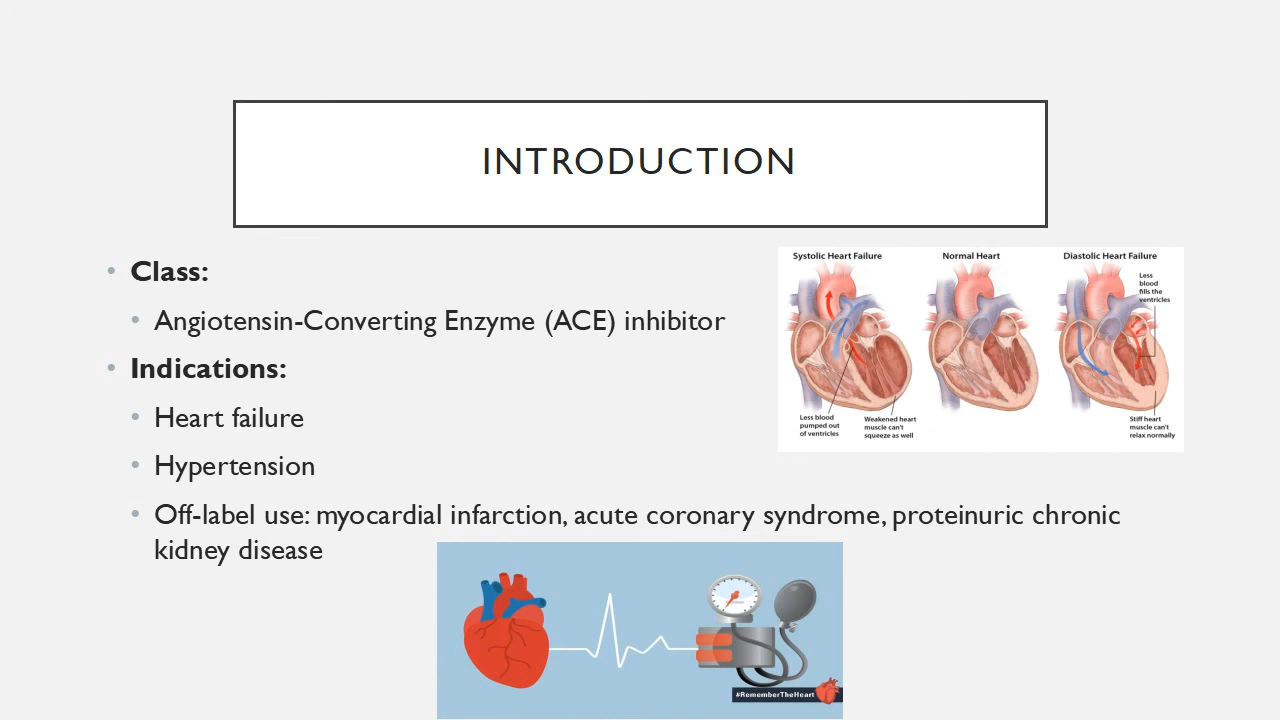 INTRODUCTION
Class:
Angiotensin-Converting Enzyme (ACE) inhibitor
Indications:
Heart failure
Hypertension
Off-label use: myocardial infarction, acute coronary syndrome, proteinuric chronic
kidney disease
Systolic Heart Failure
Normal Heart
Diastolic Heart Failure
Less
blood
fills the
ventricles
Less blood
pumped out
of ventricles
Weakened heart
muscle can't
squeeze as well
Stiff heart
muscle can't
relax normally
#RememberTheHeart